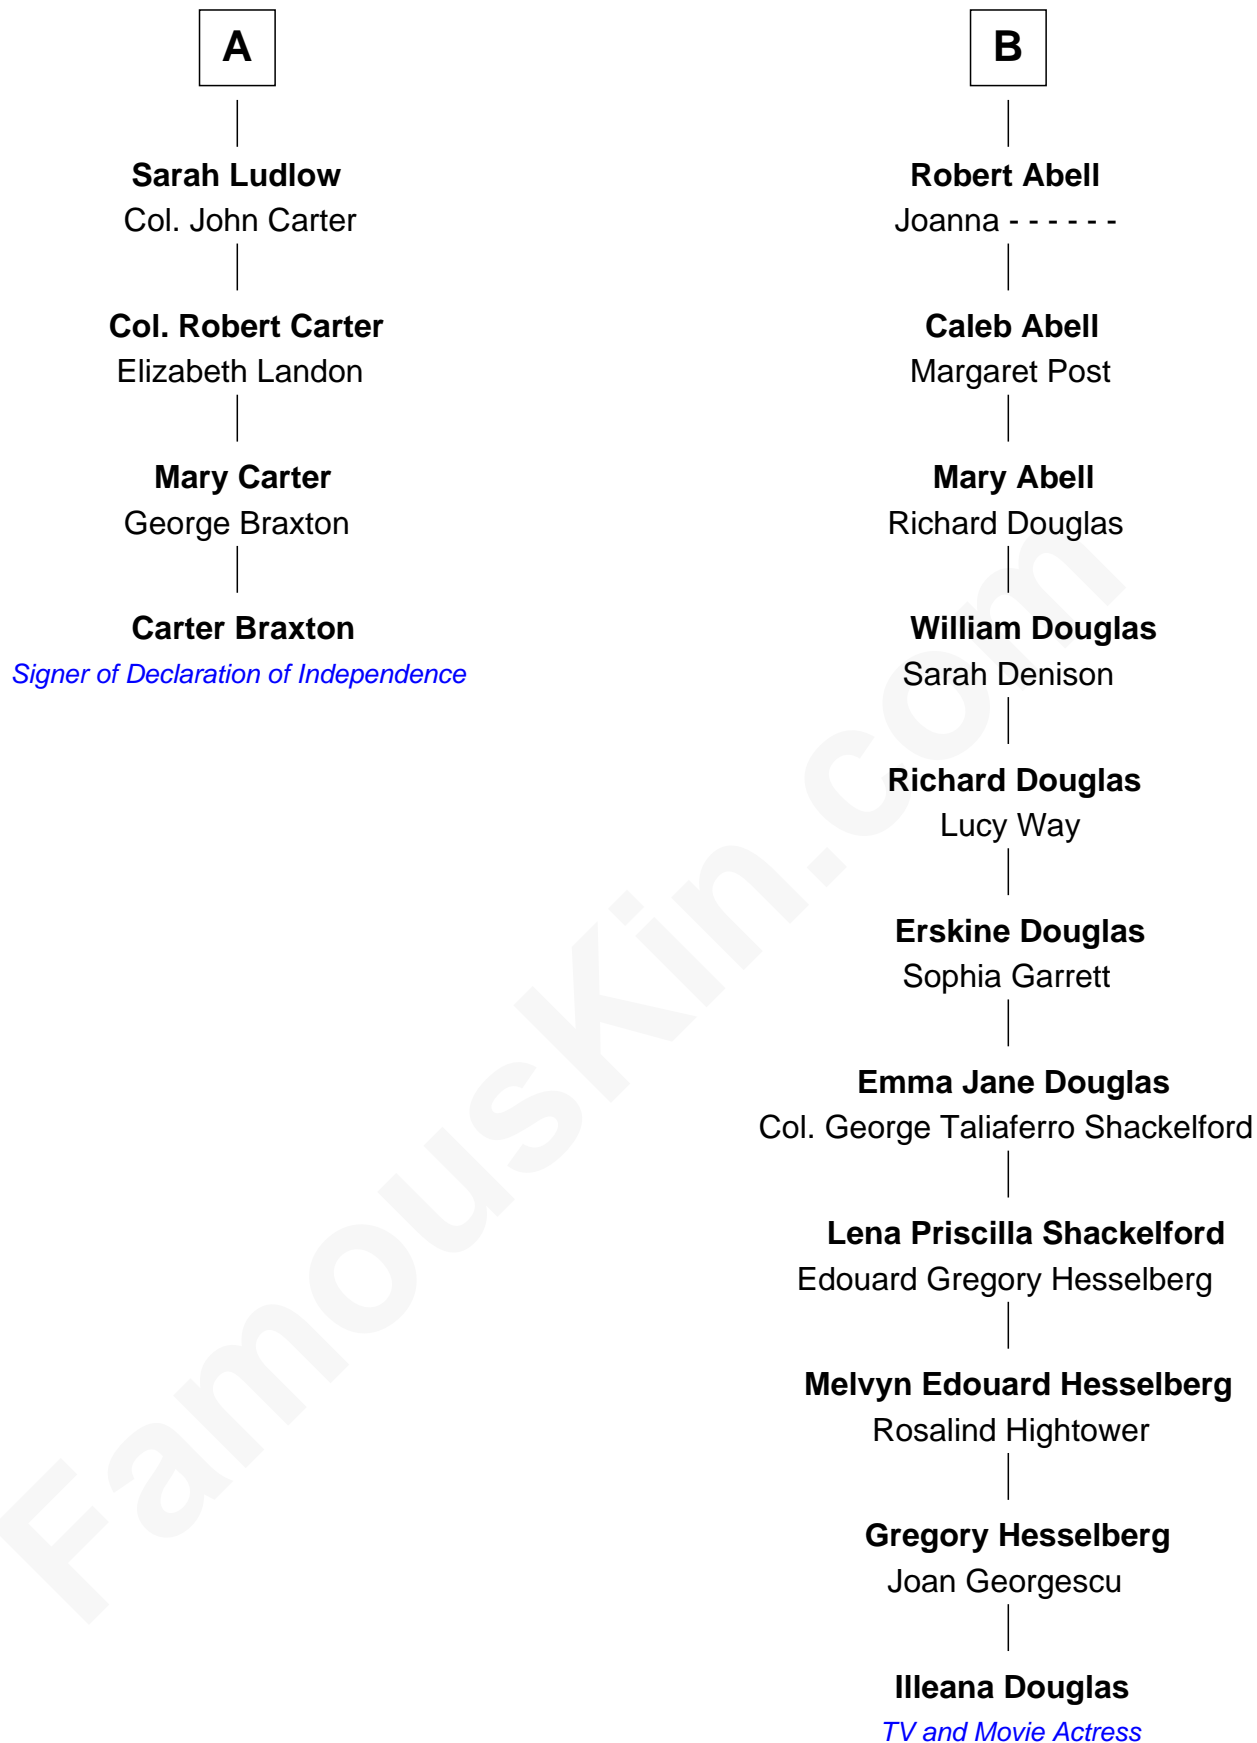 A
Sarah Ludlow
Col. John Carter
Col. Robert Carter
Elizabeth Landon
Mary Carter
George Braxton
Carter Braxton
Signer of Declaration of Independence
B
Robert Abell
Joanna - - - - - -
Caleb Abell
Margaret Post
Mary Abell
Richard Douglas
William Douglas
Sarah Denison
Richard Douglas
Lucy Way
Erskine Douglas
Sophia Garrett
Emma Jane Douglas
Col. George Taliaferro Shackelford
Lena Priscilla Shackelford
Edouard Gregory Hesselberg
Melvyn Edouard Hesselberg
Rosalind Hightower
Gregory Hesselberg
Joan Georgescu
Illeana Douglas
TV and Movie Actress
FamousKin.com